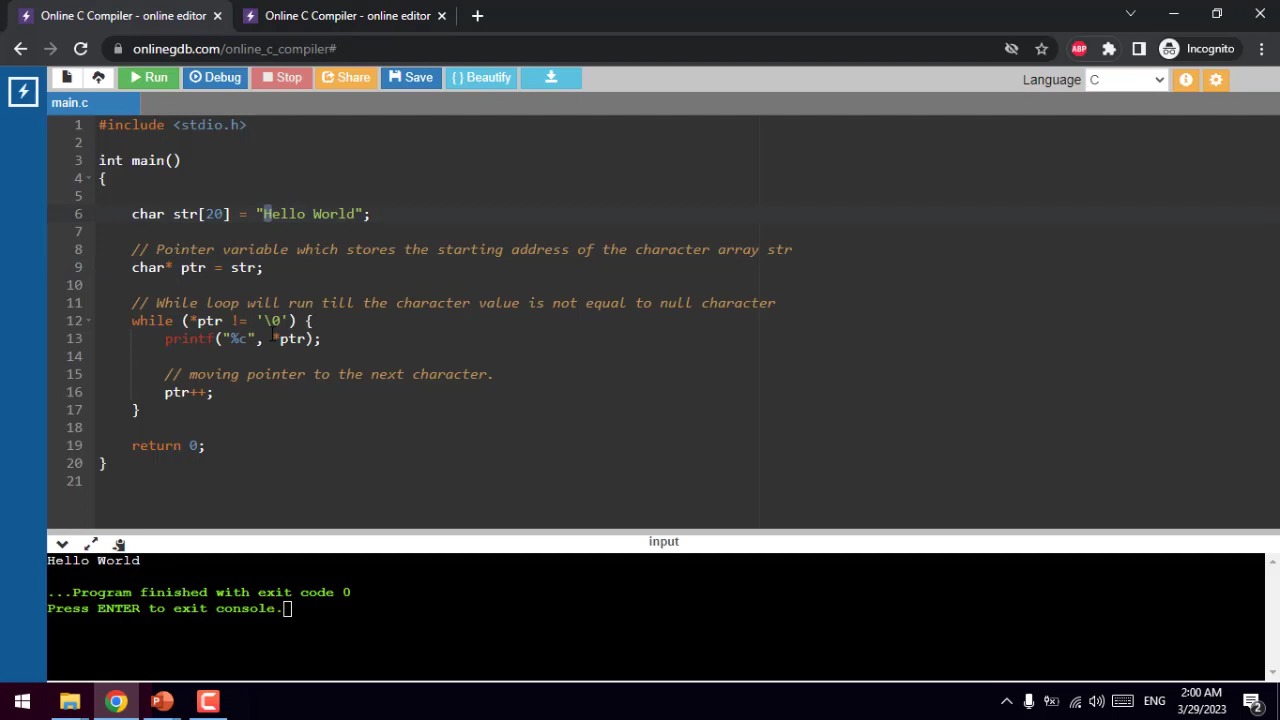 Online C Compiler - online editor
Online C Compiler - online editor
onlinegdb.com/online_c_compiler#
ABP
Incognito
Run
Debug
Stop
Share
Save
{ } Beautify
Language
C
main.c
1 #include <stdio.h>
2
3 int main()
4 {
5
6 char str[20] = "Hello World";
7
8 // Pointer variable which stores the starting address of the character array str
9 char* ptr = str;
10
11 // While loop will run till the character value is not equal to null character
12 while (*ptr != '\0') {
13 printf("%c", *ptr);
14
15 // moving pointer to the next character.
16 ptr++;
17 }
18
19 return 0;
20 }
21
input
Hello World
...Program finished with exit code 0
Press ENTER to exit console.
ENG
2:00 AM
3/29/2023
2